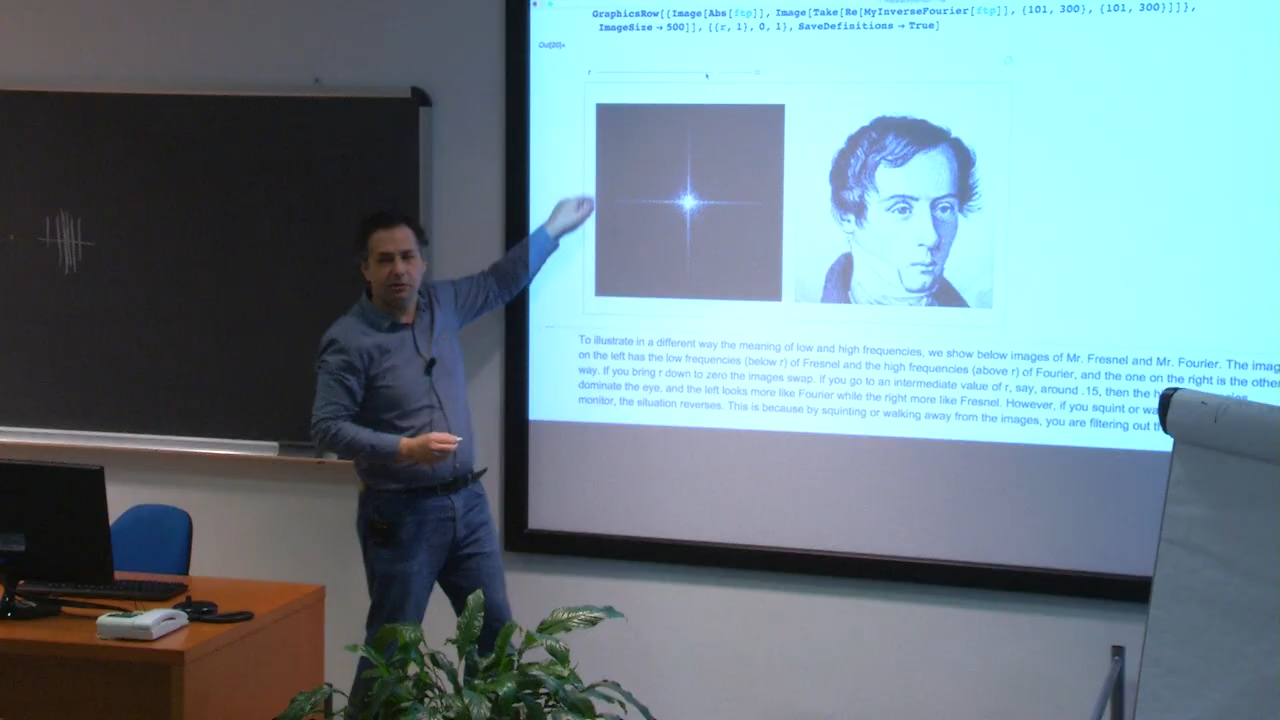 GraphicsRow[{Image[Abs[ftp]], Image[Take[Re[MyInverseFourier[ftp]], {101, 300}, {101, 300}]]},
ImageSize → 500]], {{r, 1}, 0, 1}, SaveDefinitions → True]
Out[20]=
r
To illustrate in a different way the meaning of low and high frequencies, we show below images of Mr. Fresnel and Mr. Fourier. The imag
on the left has the low frequencies (below r) of Fresnel and the high frequencies (above r) of Fourier, and the one on the right is the other
way. If you bring r down to zero the images swap. If you go to an intermediate value of r, say, around .15, then the h
dominate the eye, and the left looks more like Fourier while the right more like Fresnel. However, if you squint or wa
monitor, the situation reverses. This is because by squinting or walking away from the images, you are filtering out th